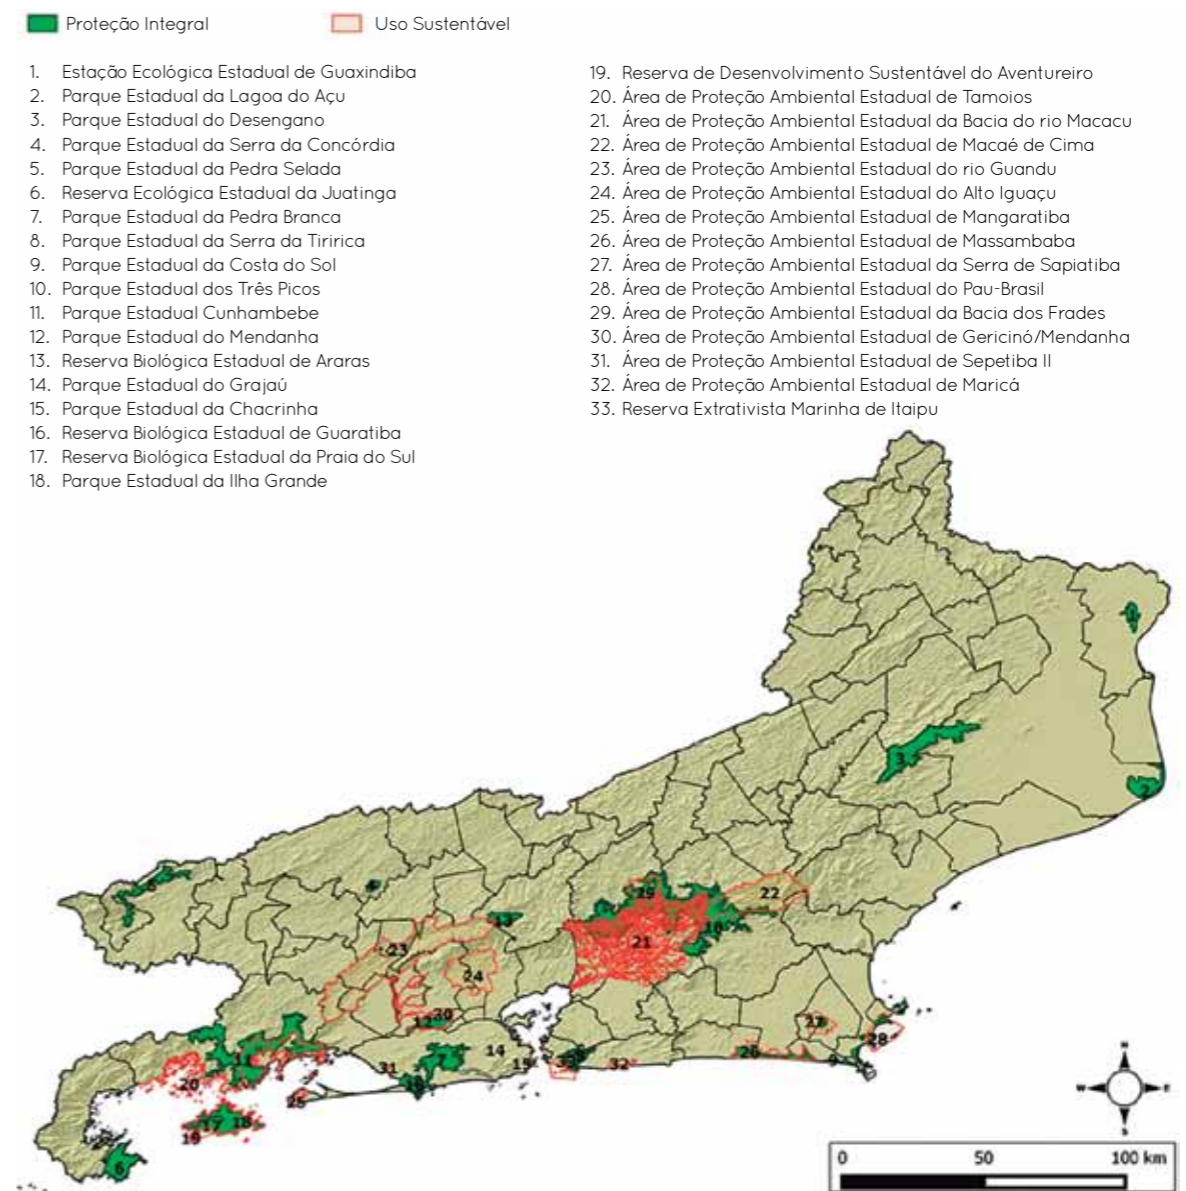 Proteção Integral
Uso Sustentável
1. Estação Ecológica Estadual de Guaxindiba
2. Parque Estadual da Lagoa do Açu
3. Parque Estadual do Desengano
4. Parque Estadual da Serra da Concórdia
5. Parque Estadual da Pedra Selada
6. Reserva Ecológica Estadual da Juatinga
7. Parque Estadual da Pedra Branca
8. Parque Estadual da Serra da Tiririca
9. Parque Estadual da Costa do Sol
10. Parque Estadual dos Três Picos
11. Parque Estadual Cunhambebe
12. Parque Estadual do Mendanha
13. Reserva Biológica Estadual de Araras
14. Parque Estadual do Grajaú
15. Parque Estadual da Chacrinha
16. Reserva Biológica Estadual de Guaratiba
17. Reserva Biológica Estadual da Praia do Sul
18. Parque Estadual da Ilha Grande
19. Reserva de Desenvolvimento Sustentável do Aventureiro
20. Área de Proteção Ambiental Estadual de Tamoios
21. Área de Proteção Ambiental Estadual da Bacia do rio Macacu
22. Área de Proteção Ambiental Estadual de Macaé de Cima
23. Área de Proteção Ambiental Estadual do rio Guandu
24. Área de Proteção Ambiental Estadual do Alto Iguaçu
25. Área de Proteção Ambiental Estadual de Mangaratiba
26. Área de Proteção Ambiental Estadual de Massambaba
27. Área de Proteção Ambiental Estadual da Serra de Sapiatiba
28. Área de Proteção Ambiental Estadual do Pau-Brasil
29. Área de Proteção Ambiental Estadual da Bacia dos Frades
30. Área de Proteção Ambiental Estadual de Gericinó/Mendanha
31. Área de Proteção Ambiental Estadual de Sepetiba II
32. Área de Proteção Ambiental Estadual de Maricá
33. Reserva Extrativista Marinha de Itaipu
1
3
2
5
4
29
22
13
10
21
23
24
12 30
27
28
14
7
26
9
11
31
15
32
20
16
25
17 18
19
6
N
W E
S
0 50 100 km